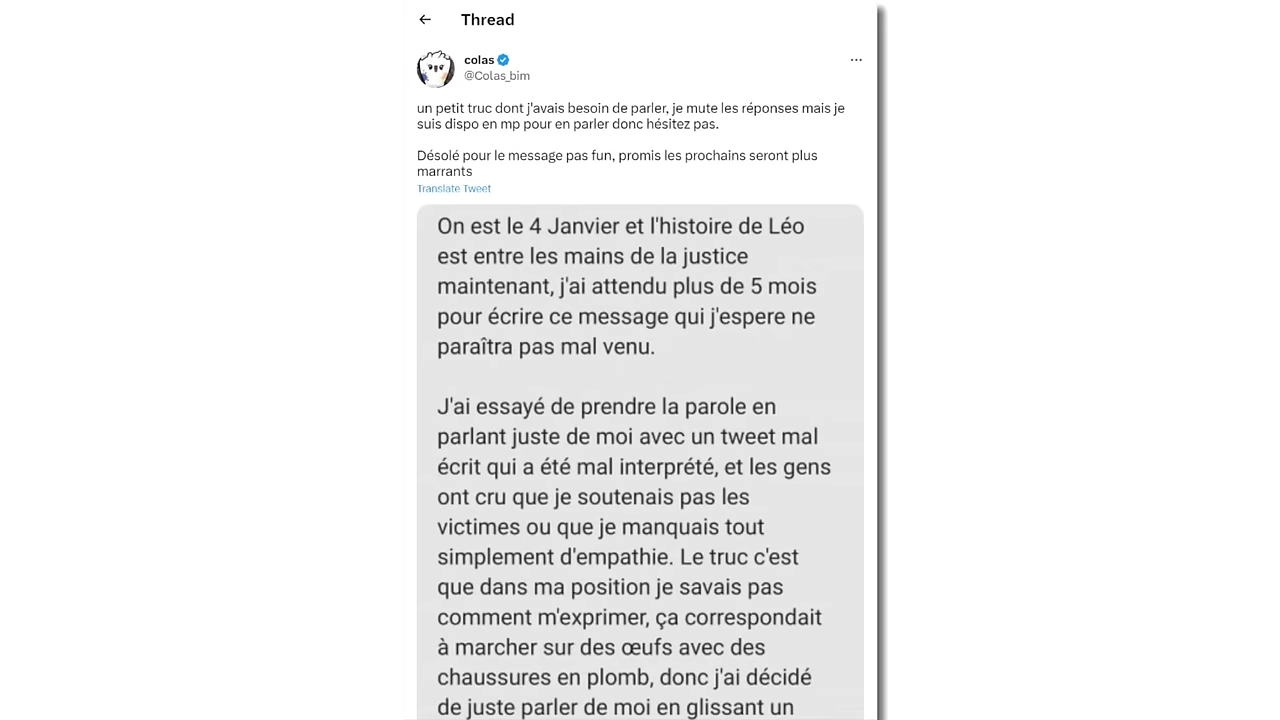 Thread
colas
@Colas_bim
un petit truc dont j'avais besoin de parler, je mute les réponses mais je
suis dispo en mp pour en parler donc hésitez pas.
Désolé pour le message pas fun, promis les prochains seront plus
marrants
Translate Tweet
On est le 4 Janvier et l'histoire de Léo
est entre les mains de la justice
maintenant, j'ai attendu plus de 5 mois
pour écrire ce message qui j'espere ne
paraîtra pas mal venu.
J'ai essayé de prendre la parole en
parlant juste de moi avec un tweet mal
écrit qui a été mal interprété, et les gens
ont cru que je soutenais pas les
victimes ou que je manquais tout
simplement d'empathie. Le truc c'est
que dans ma position je savais pas
comment m'exprimer, ça correspondait
à marcher sur des œufs avec des
chaussures en plomb, donc j'ai décidé
de juste parler de moi en glissant un